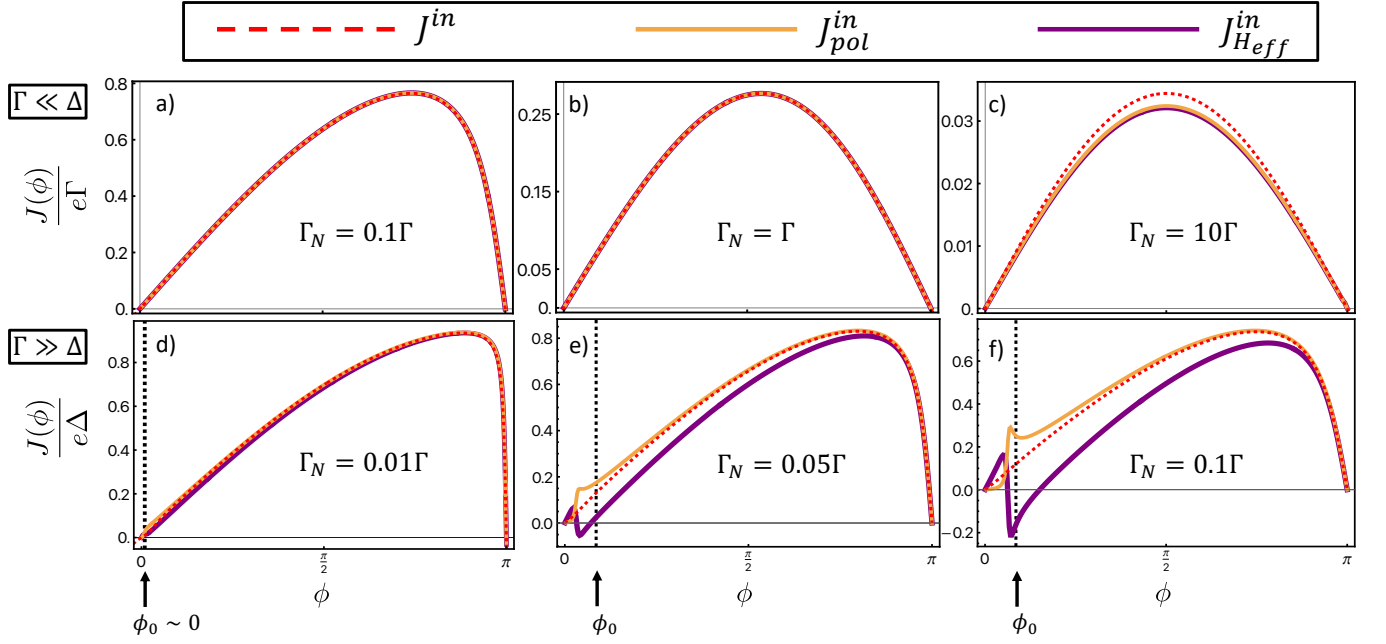 J^{in} J_{pol}^{in} J_{H_{eff}}^{in}
Γ ≪ Δ
J(ϕ)
eΓ
a)
0.8
0.6
0.4
0.2
0.
Γ_N = 0.1Γ
b)
0.25
0.15
0.05
0.
Γ_N = Γ
c)
0.03
0.01
0.
Γ_N = 10Γ
Γ ≫ Δ
J(ϕ)
eΔ
d)
0.8
0.6
0.4
0.2
0.
Γ_N = 0.01Γ
0 π/2 π
ϕ
ϕ_0 ~ 0
e)
0.8
0.6
0.4
0.2
0.0
Γ_N = 0.05Γ
0 π/2 π
ϕ
ϕ_0
f)
0.6
0.4
0.2
0.0
−0.2
Γ_N = 0.1Γ
0 π/2 π
ϕ
ϕ_0